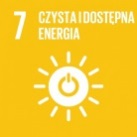 7 CZYSTA I DOSTĘPNA
ENERGIA